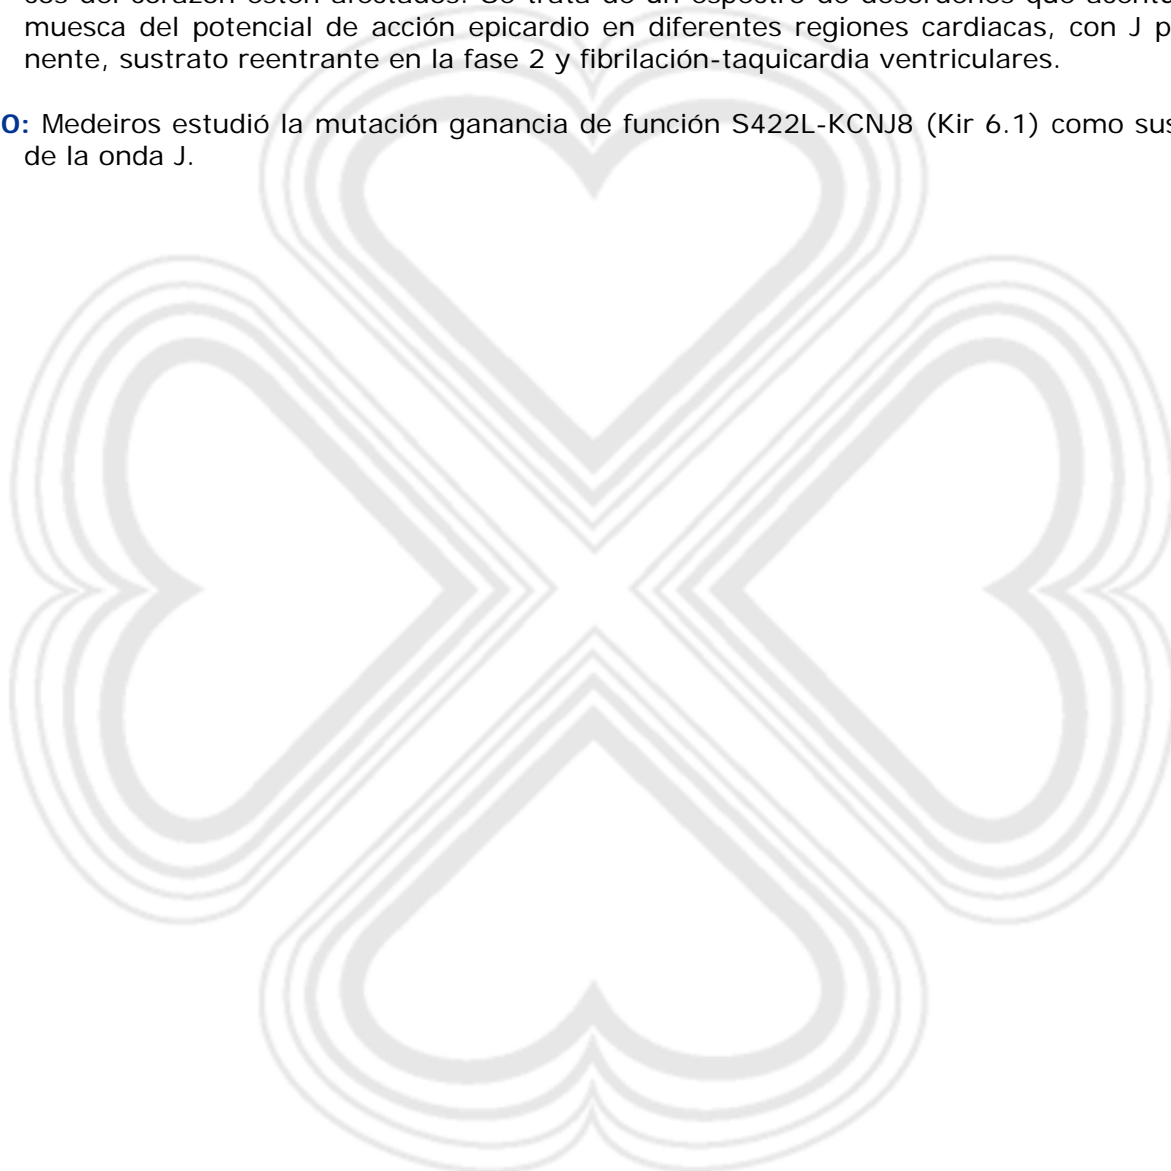 muesca del potencial de acción epicardio en diferentes regiones cardiacas, con J p
nente, sustrato reentrante en la fase 2 y fibrilación-taquicardia ventriculares.
0: Medeiros estudió la mutación ganancia de función S422L-KCNJ8 (Kir 6.1) como sus
de la onda J.